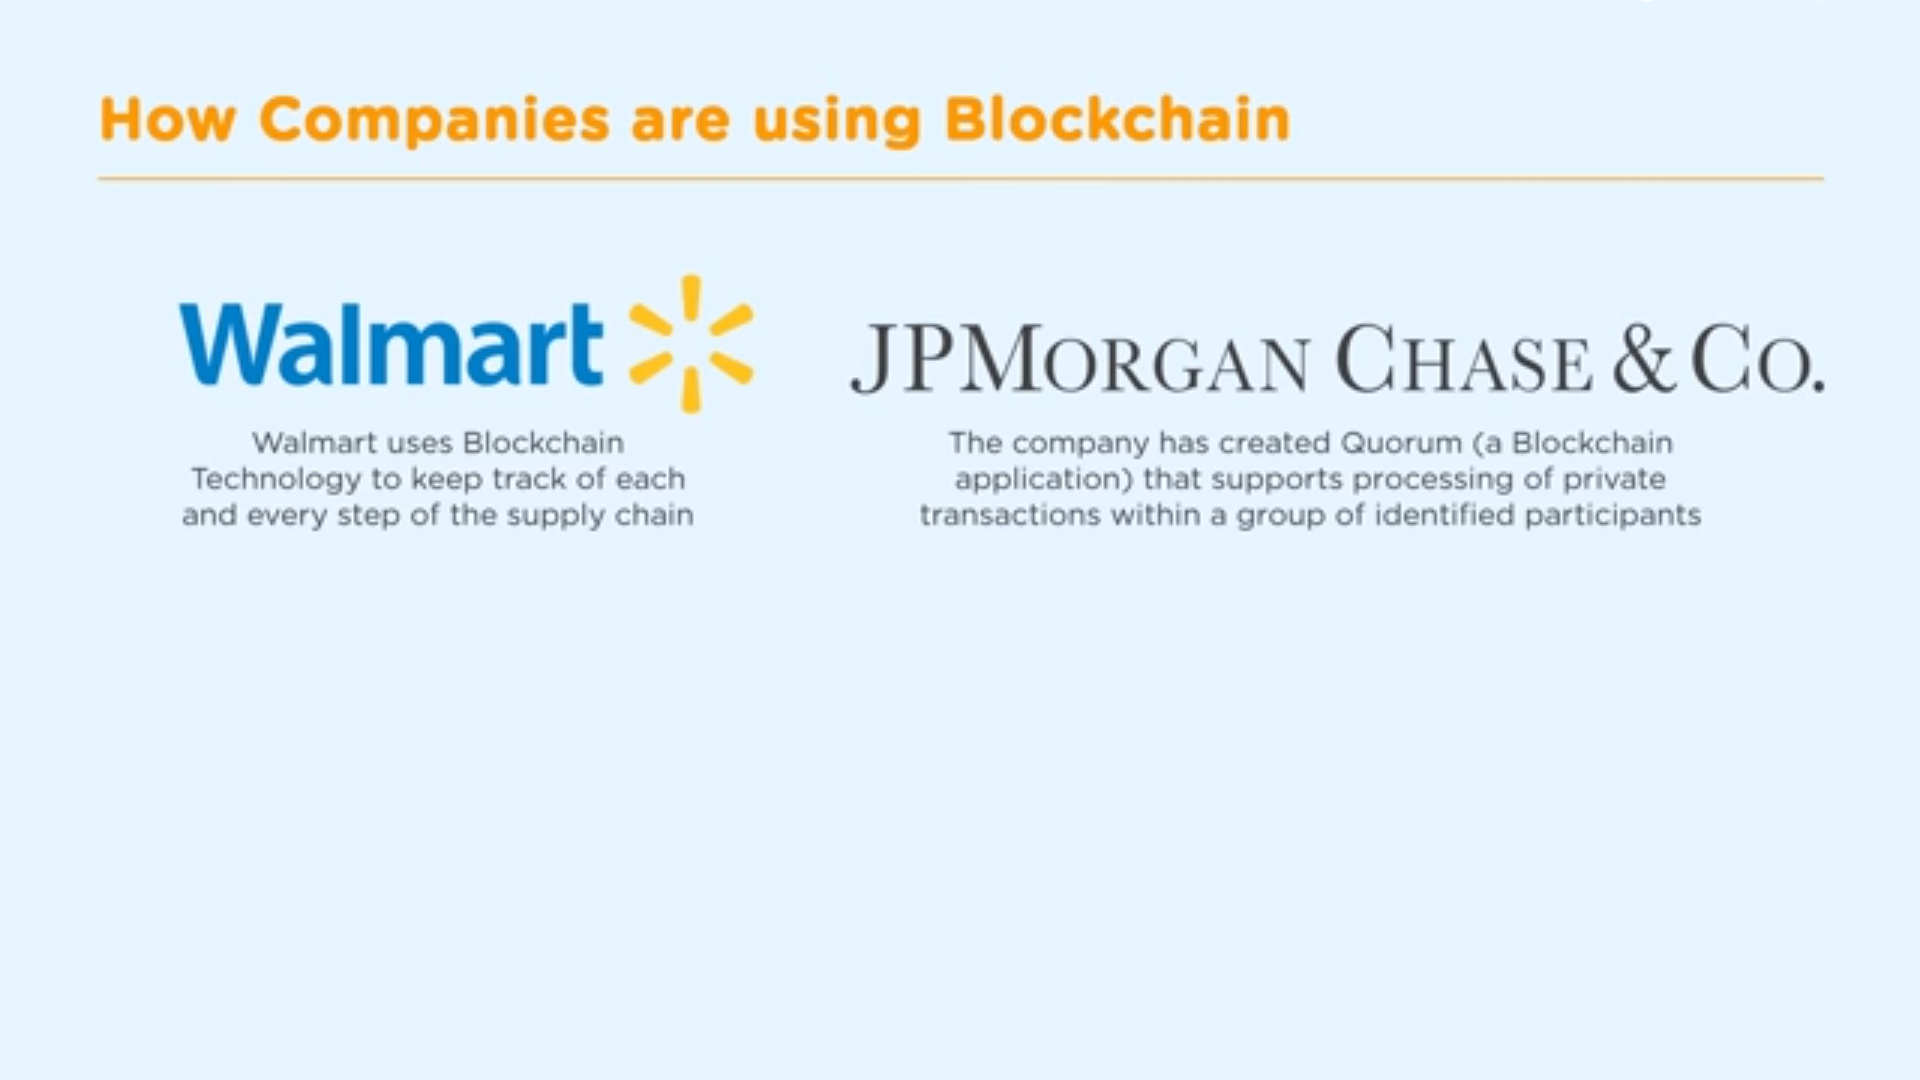 How Companies are using Blockchain
Walmart
JPMORGAN CHASE & CO.
Walmart uses Blockchain
Technology to keep track of each
and every step of the supply chain
The company has created Quorum (a Blockchain
application) that supports processing of private
transactions within a group of identified participants